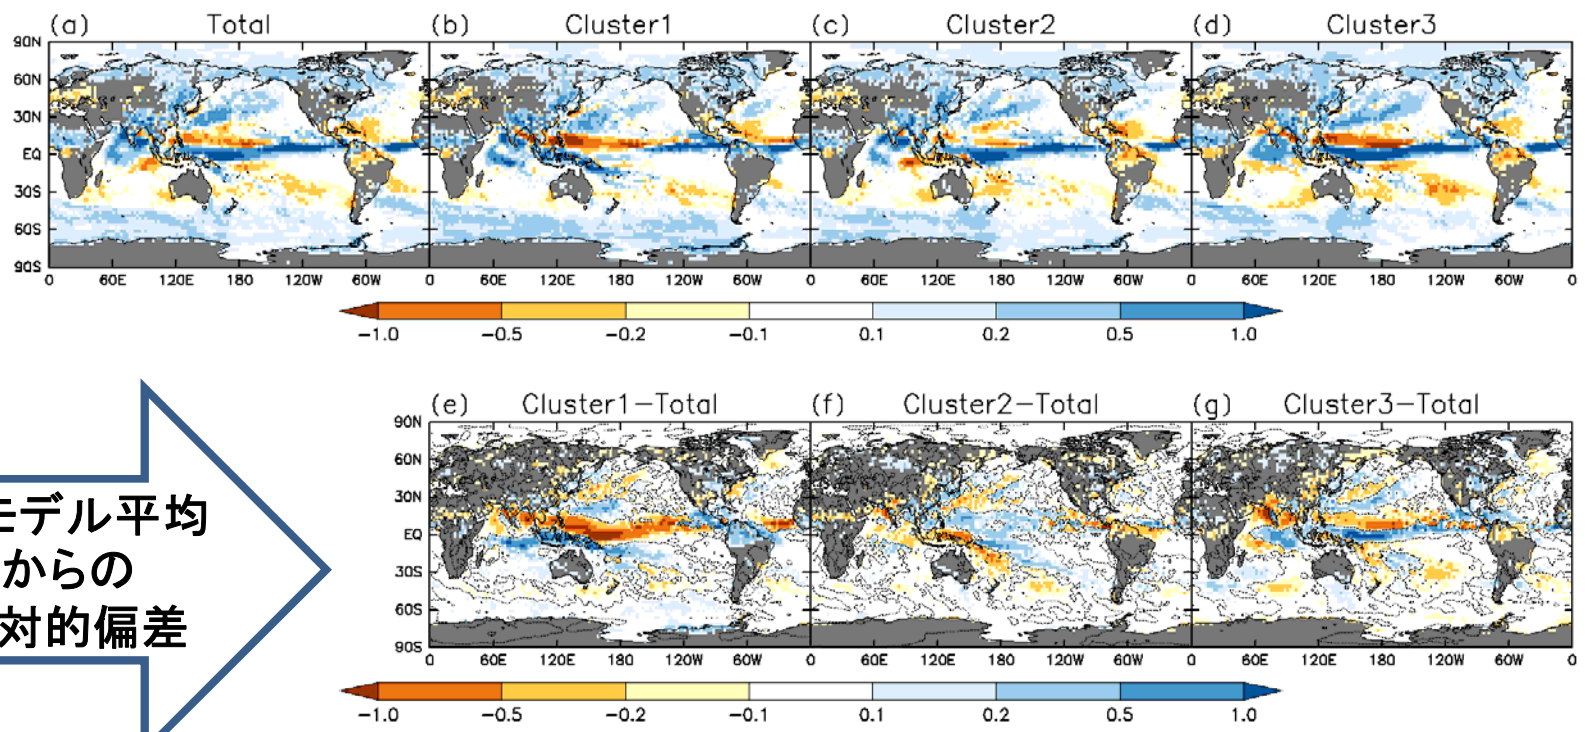 (a) Total (b) Cluster1 (c) Cluster2 (d) Cluster3
90N
60N
30N
EQ
30S
60S
90S
0 60E 120E 180 120W 60W 0 60E 120E 180 120W 60W 0 60E 120E 180 120W 60W 0 60E 120E 180 120W 60W 0
-1.0 -0.5 -0.2 -0.1 0.1 0.2 0.5 1.0
(e) Cluster1-Total (f) Cluster2-Total (g) Cluster3-Total
90N
60N
30N
EQ
30S
60S
90S
0 60E 120E 180 120W 60W 0 60E 120E 180 120W 60W 0 60E 120E 180 120W 60W 0
-1.0 -0.5 -0.2 -0.1 0.1 0.2 0.5 1.0
モデル平均
からの
対的偏差